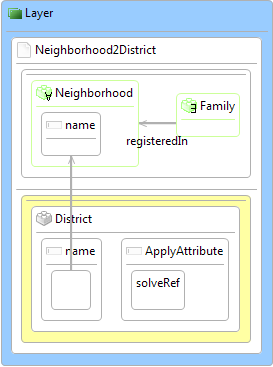 Layer
Neighborhood2District
Neighborhood
∀
Family
∃
name
registeredIn
District
name
ApplyAttribute
solveRef